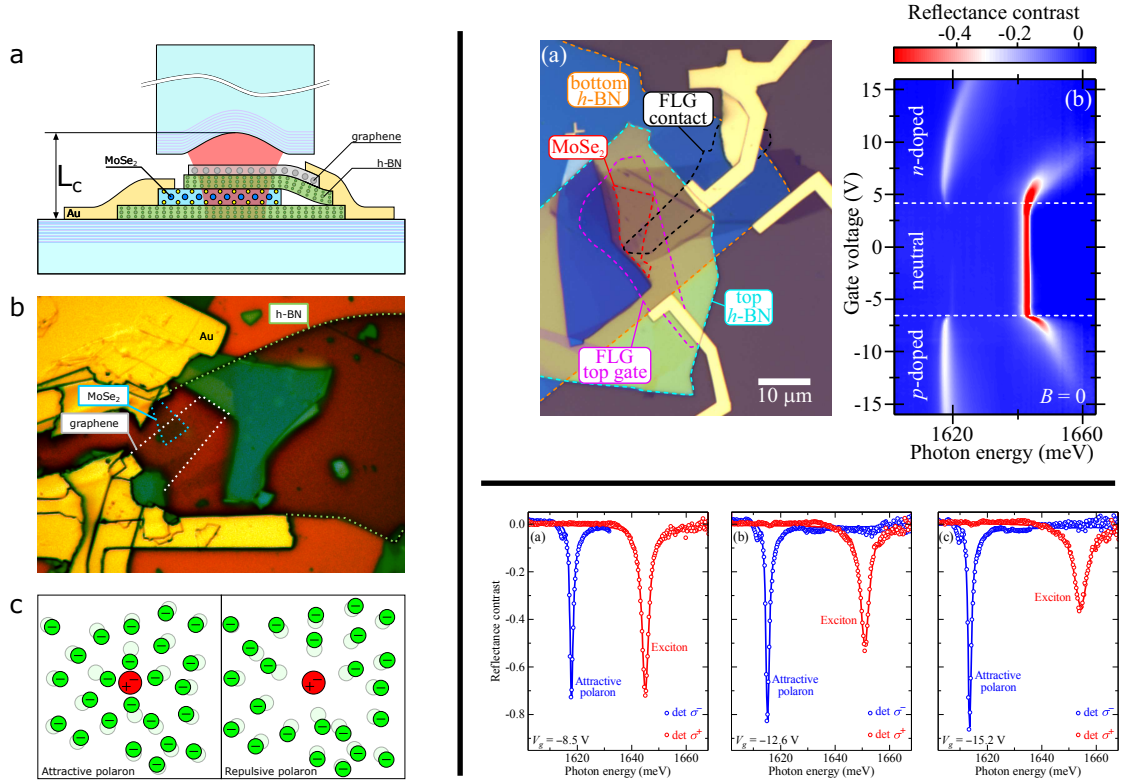 a
graphene
MoSe₂
h-BN
L_C
Au
b
h-BN
Au
MoSe₂
graphene
c
Attractive polaron
Repulsive polaron
(a)
bottom
h-BN
FLG
contact
MoSe₂
top
h-BN
FLG
top gate
10 μm
Reflectance contrast
-0.4
-0.2
0
(b)
Gate voltage (V)
15
10
5
0
-5
-10
-15
n-doped
neutral
p-doped
B = 0
1620
1640
1660
Photon energy (meV)
Reflectance contrast
0.0
-0.2
-0.4
-0.6
-0.8
(a)
Exciton
Attractive
polaron
det σ⁻
det σ⁺
V_g = −8.5 V
1620
1640
1660
Photon energy (meV)
(b)
Exciton
Attractive
polaron
det σ⁻
det σ⁺
V_g = −12.6 V
1620
1640
1660
Photon energy (meV)
(c)
Exciton
Attractive
polaron
det σ⁻
det σ⁺
V_g = −15.2 V
1620
1640
1660
Photon energy (meV)